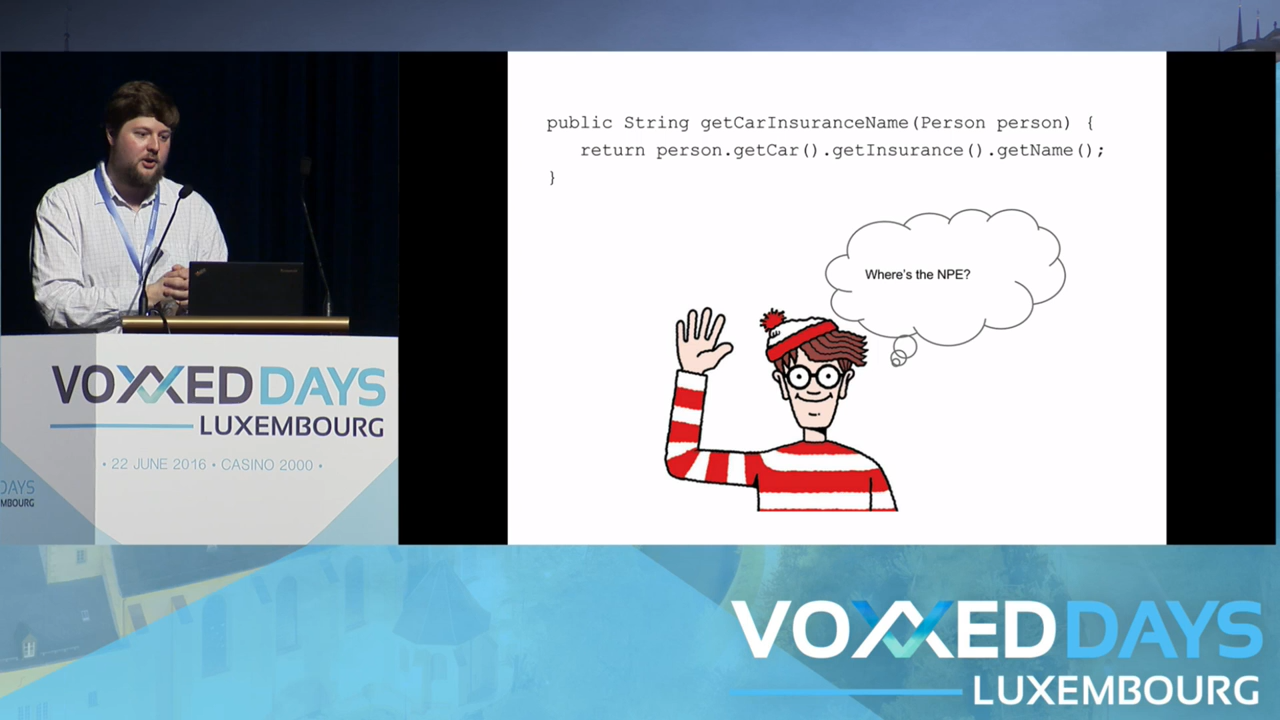 public String getCarInsuranceName(Person person) {
return person.getCar().getInsurance().getName();
}
Where's the NPE?
VOXXED DAYS
LUXEMBOURG
• 22 JUNE 2016 • CASINO 2000 •
DAYS
MBOURG
VOXXED DAYS
LUXEMBOURG